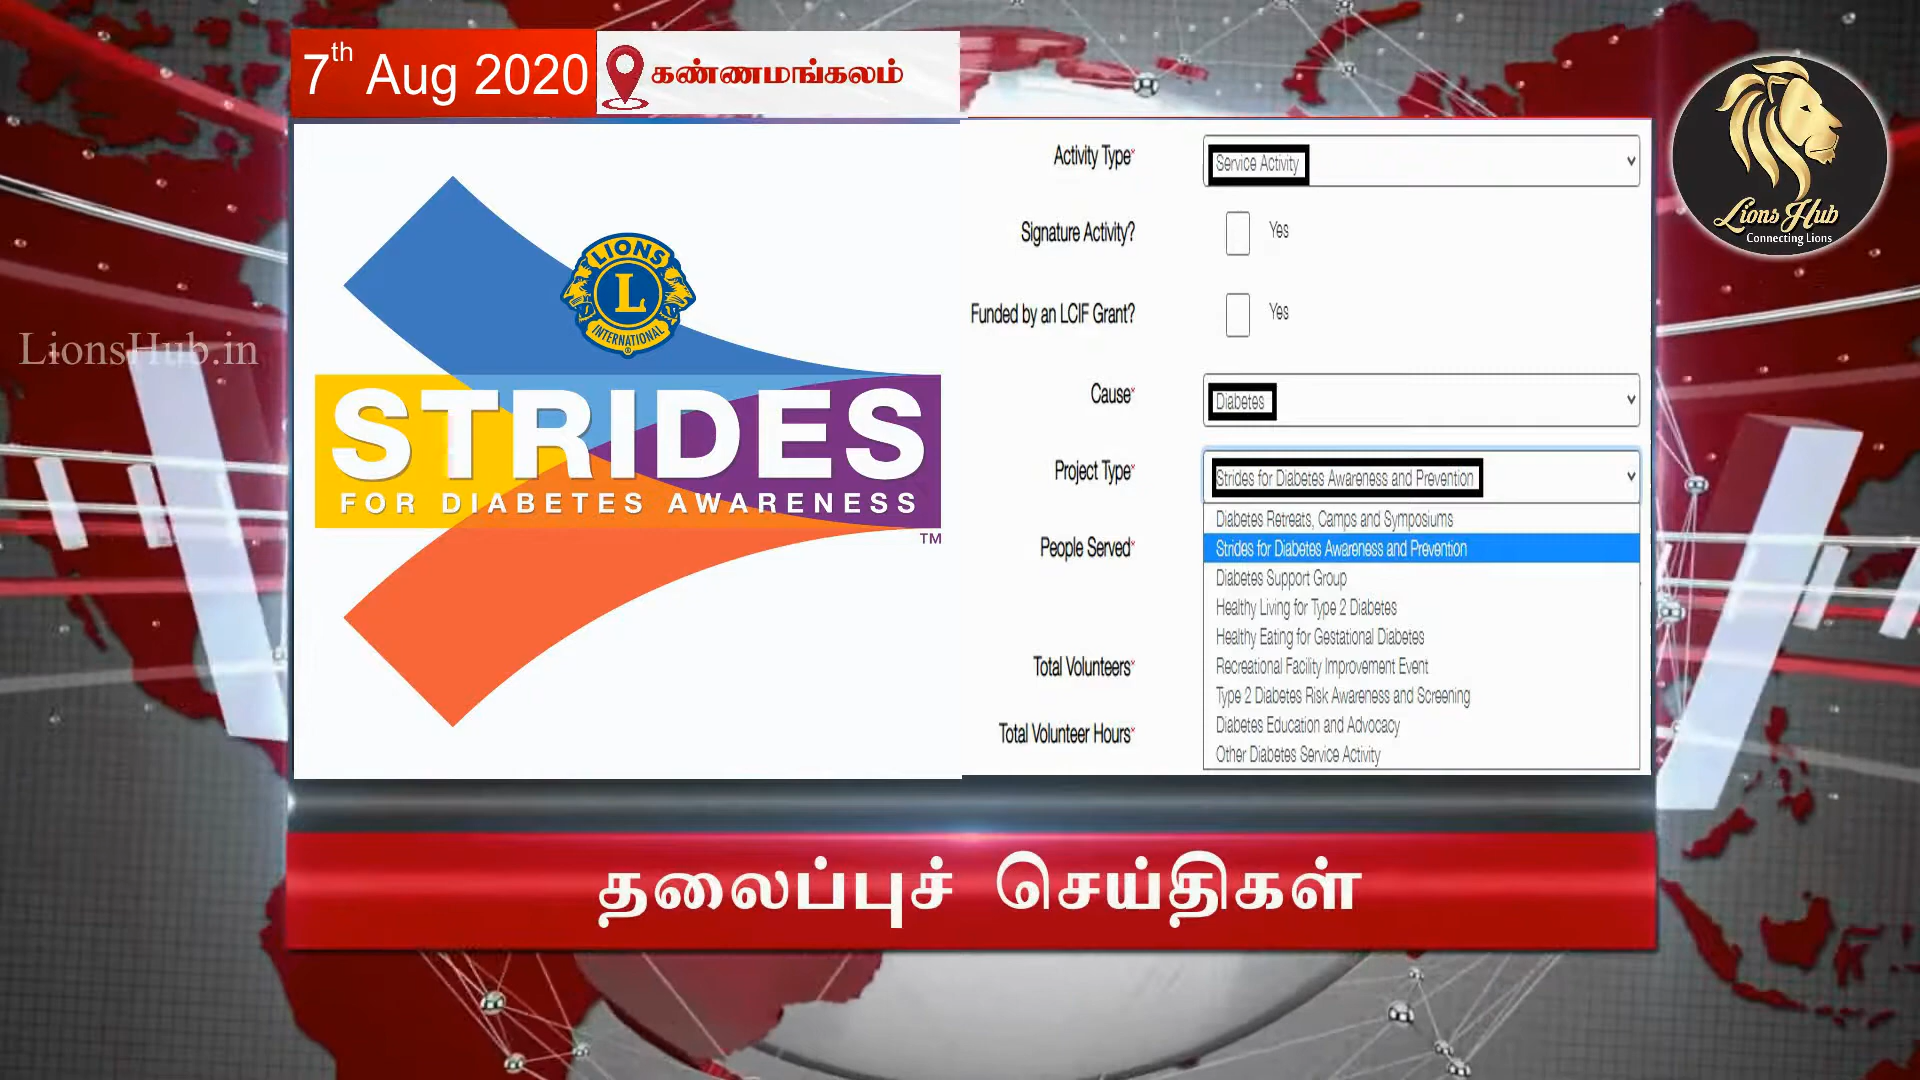 7th Aug 2020
கண்ணமங்கலம்
Lions Hub
Connecting Lions
LionsHub.in
LIONS
L
INTERNATIONAL
®
STRIDES
FOR DIABETES AWARENESS
TM
Activity Type*
Service Activity
Signature Activity?
Yes
Funded by an LCIF Grant?
Yes
Cause*
Diabetes
Project Type*
Strides for Diabetes Awareness and Prevention
Diabetes Retreats, Camps and Symposiums
Strides for Diabetes Awareness and Prevention
People Served*
Diabetes Support Group
Healthy Living for Type 2 Diabetes
Healthy Eating for Gestational Diabetes
Recreational Facility Improvement Event
Total Volunteers*
Type 2 Diabetes Risk Awareness and Screening
Diabetes Education and Advocacy
Total Volunteer Hours*
Other Diabetes Service Activity
தலைப்புச் செய்திகள்